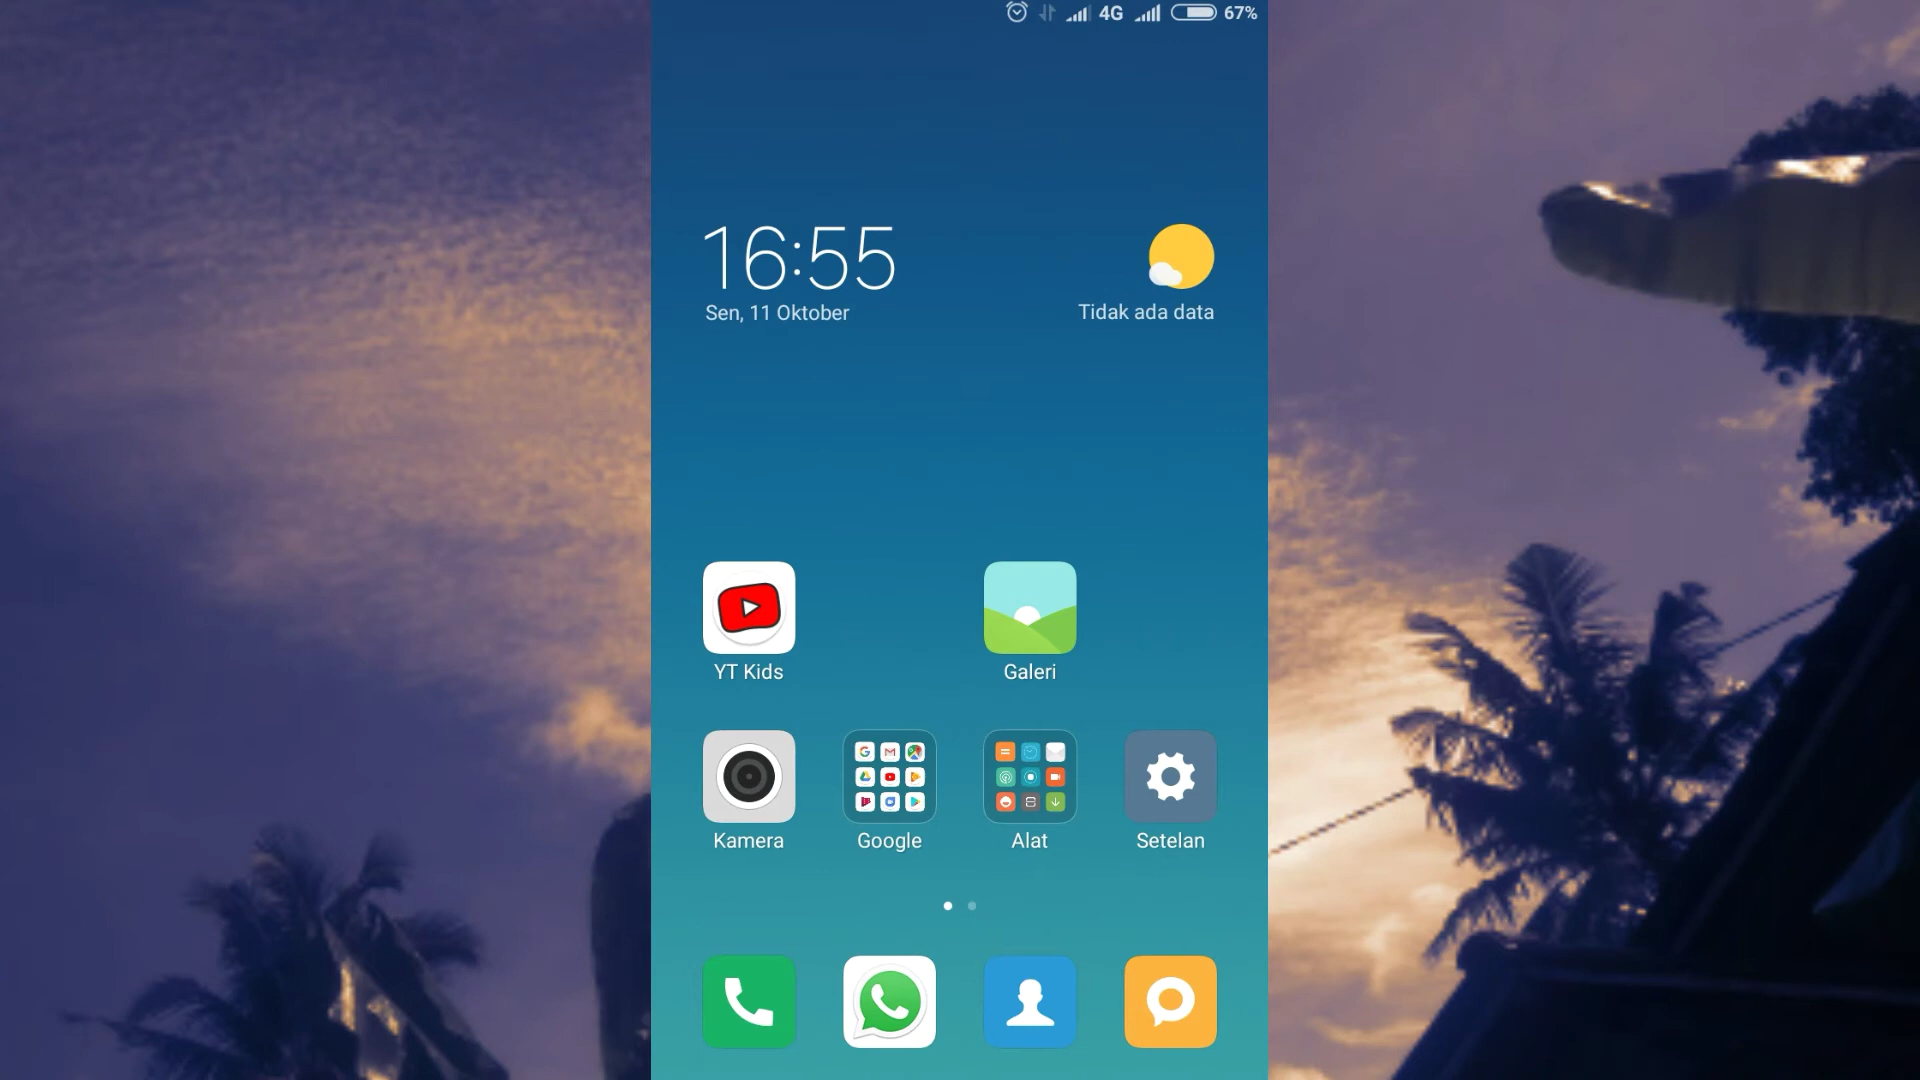 4G 67%
16:55
Sen, 11 Oktober
Tidak ada data
YT Kids
Galeri
Kamera
Google
Alat
Setelan